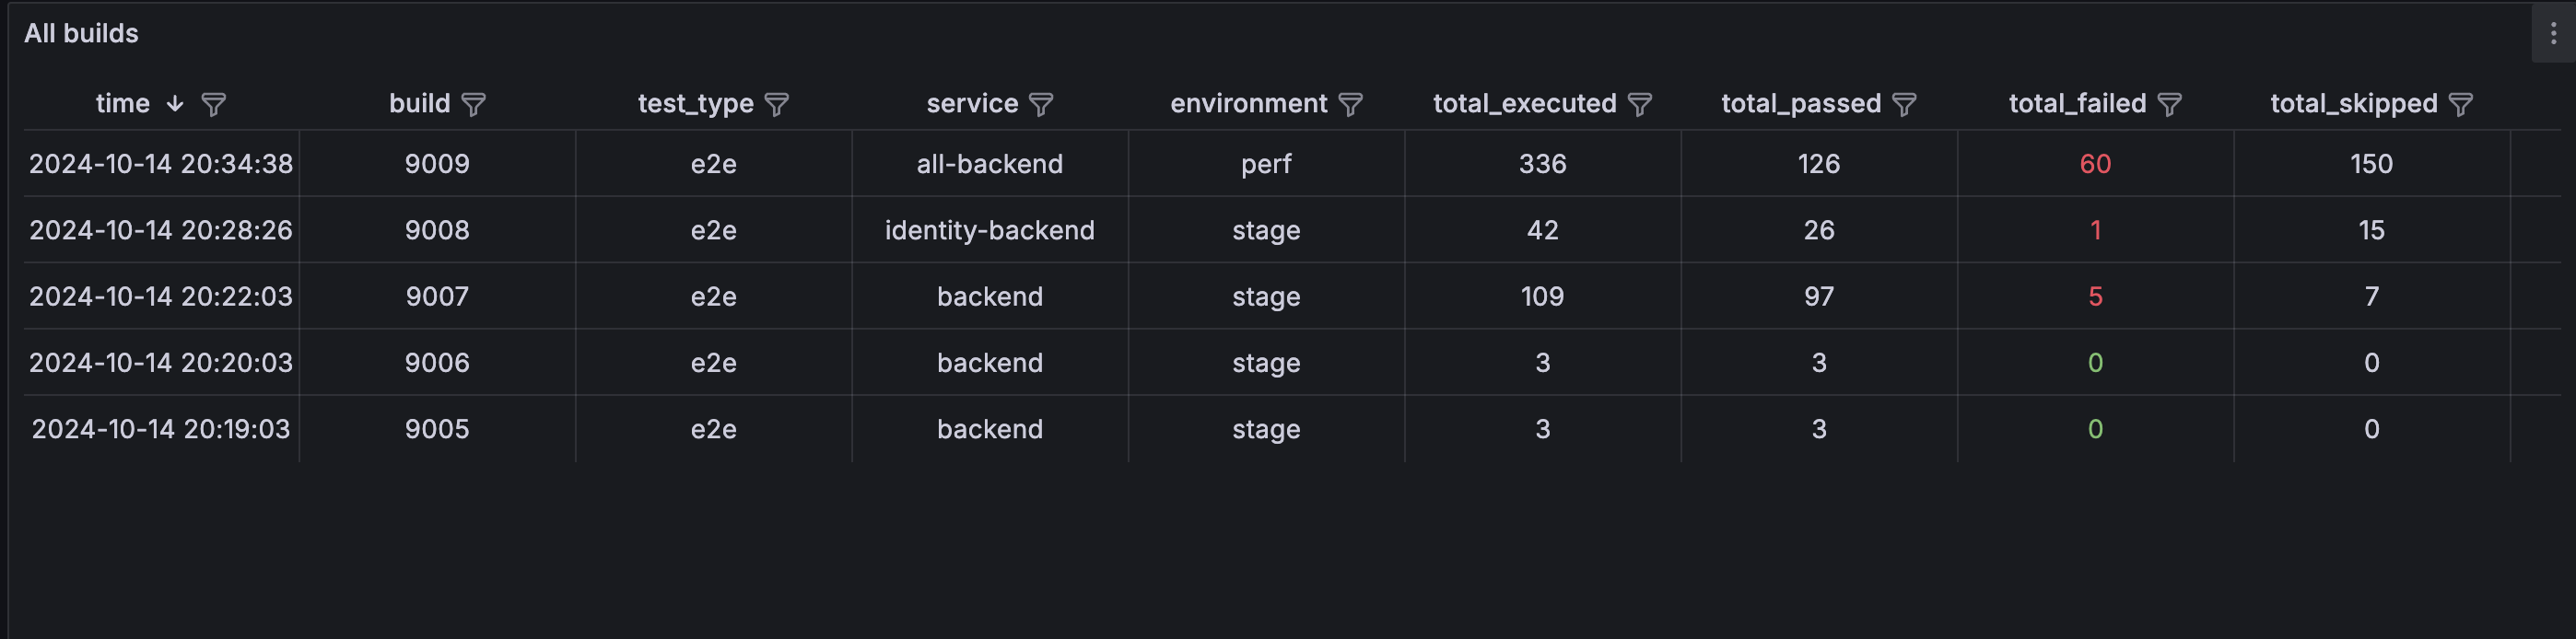 All builds
time build test_type service environment total_executed total_passed total_failed total_skipped
2024-10-14 20:34:38 9009 e2e all-backend perf 336 126 60 150
2024-10-14 20:28:26 9008 e2e identity-backend stage 42 26 1 15
2024-10-14 20:22:03 9007 e2e backend stage 109 97 5 7
2024-10-14 20:20:03 9006 e2e backend stage 3 3 0 0
2024-10-14 20:19:03 9005 e2e backend stage 3 3 0 0